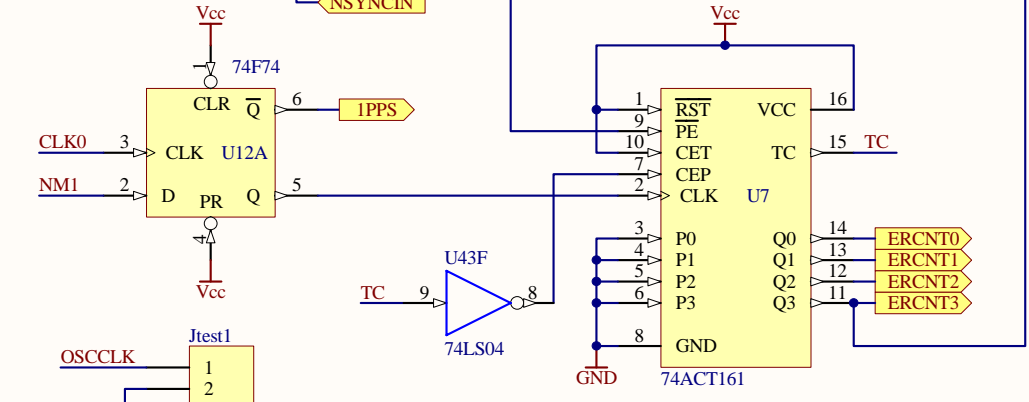 NSYNCIN
Vcc
Vcc
1
74F74
CLR
Q
6
1PPS
CLK0
3
CLK
U12A
NM1
2
D
PR
Q
5
4
Vcc
1
RST
VCC
16
9
PE
10
CET
TC
15
TC
7
CEP
2
CLK
U7
3
P0
Q0
14
ERCNT0
4
P1
Q1
13
ERCNT1
5
P2
Q2
12
ERCNT2
6
P3
Q3
11
ERCNT3
8
GND
GND
74ACT161
U43F
TC
9
8
74LS04
Jtest1
OSCCLK
1
2